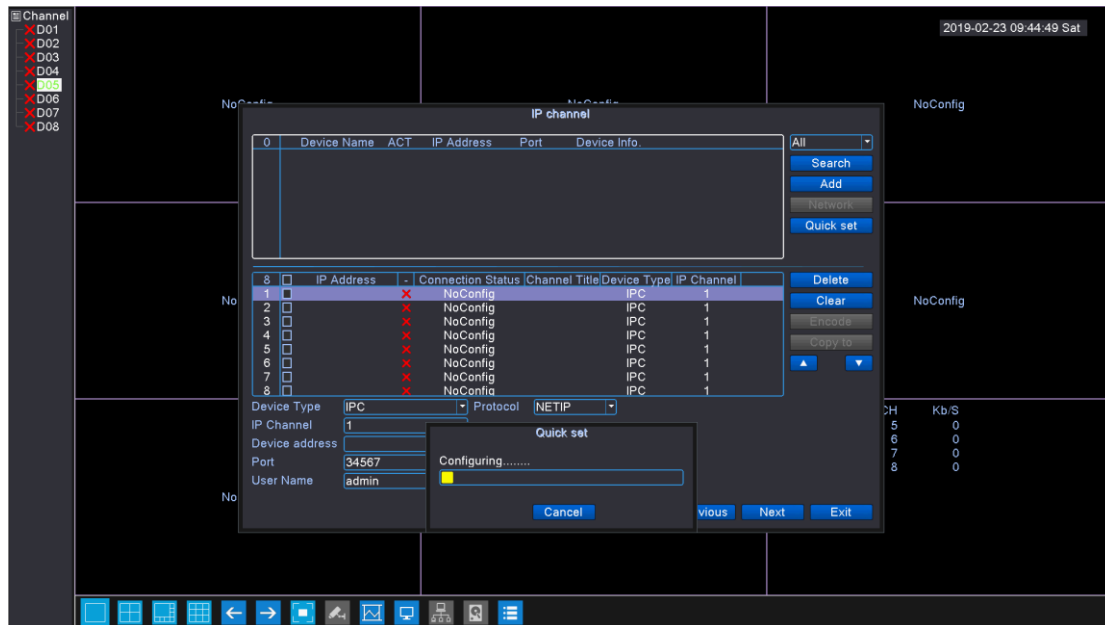 Channel
D01
D02
D03
D04
D05
D06
D07
D08
2019-02-23 09:44:49 Sat
NoConfig
IP channel
0 Device Name ACT IP Address Port Device Info.
All
Search
Add
Network
Quick set
8 IP Address - Connection Status Channel Title Device Type IP Channel
1 NoConfig IPC 1
2 NoConfig IPC 1
3 NoConfig IPC 1
4 NoConfig IPC 1
5 NoConfig IPC 1
6 NoConfig IPC 1
7 NoConfig IPC 1
8 NoConfig IPC 1
Delete
Clear
Encode
Copy to
No
NoConfig
Device Type IPC Protocol NETIP
IP Channel 1
Device address
Port 34567
User Name admin
Quick set
Configuring........
Cancel
vious Next Exit
CH Kb/S
5 0
6 0
7 0
8 0
No